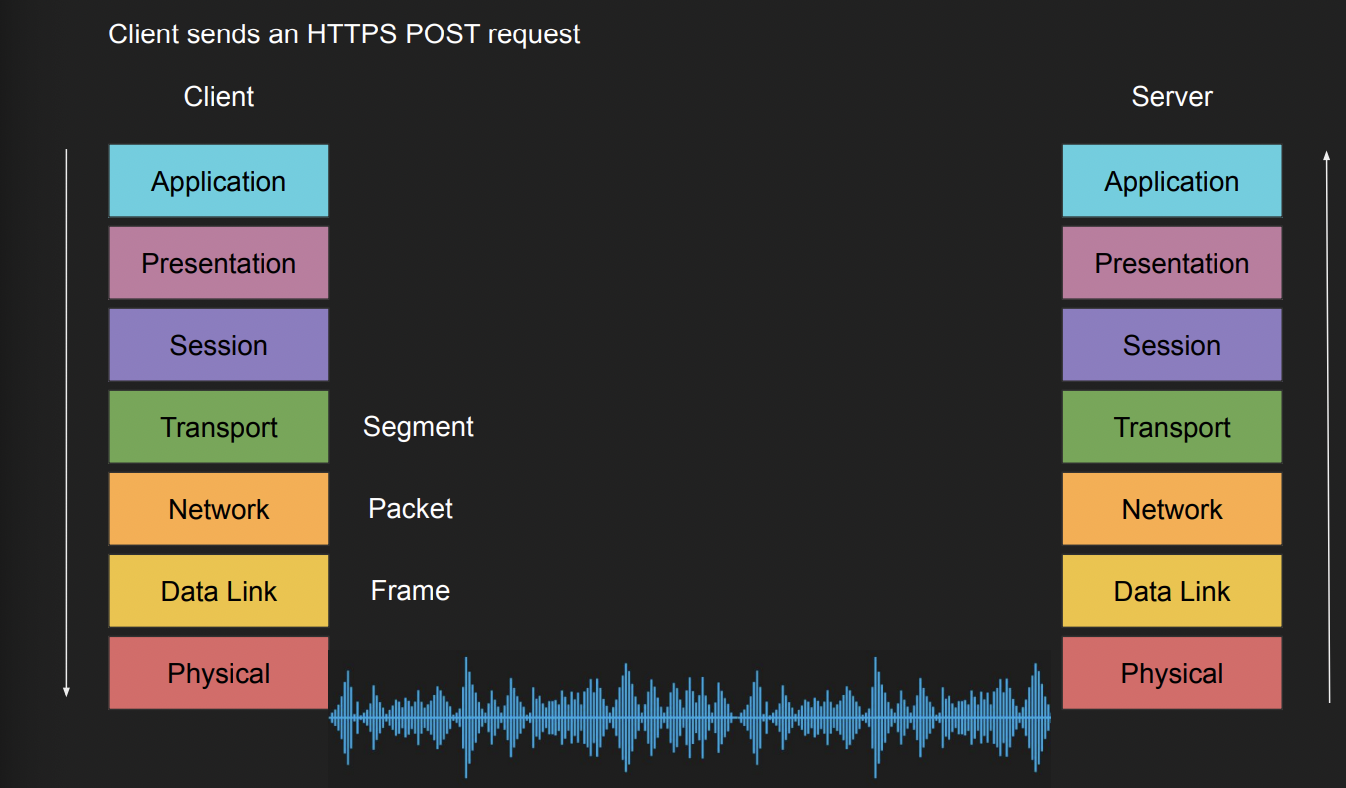 Client sends an HTTPS POST request
Client
Server
Application
Application
Presentation
Presentation
Session
Session
Transport
Segment
Transport
Network
Packet
Network
Data Link
Frame
Data Link
Physical
Physical